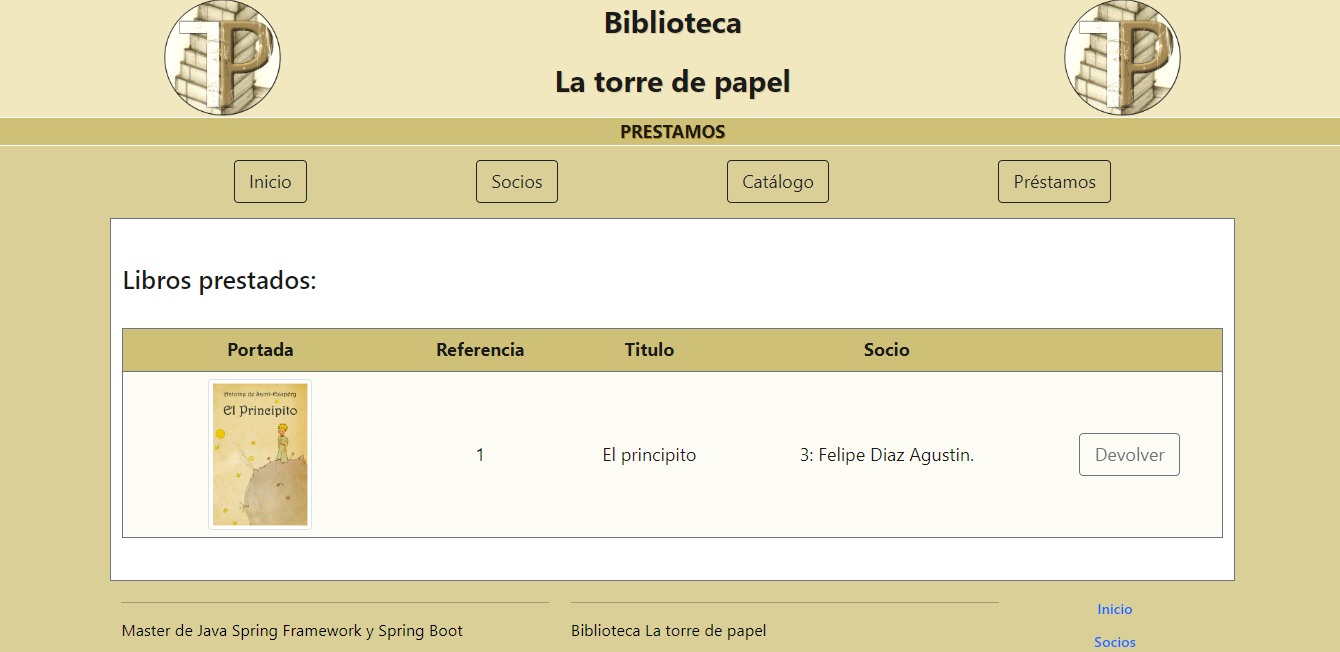 TP
Biblioteca
TP
La torre de papel
PRESTAMOS
Inicio Socios Catálogo Préstamos
Libros prestados:
Portada Referencia Titulo Socio
Antoine de Saint-Exupéry
El Principito
1 El principito 3: Felipe Diaz Agustin. Devolver
Master de Java Spring Framework y Spring Boot
Biblioteca La torre de papel
Inicio
Socios